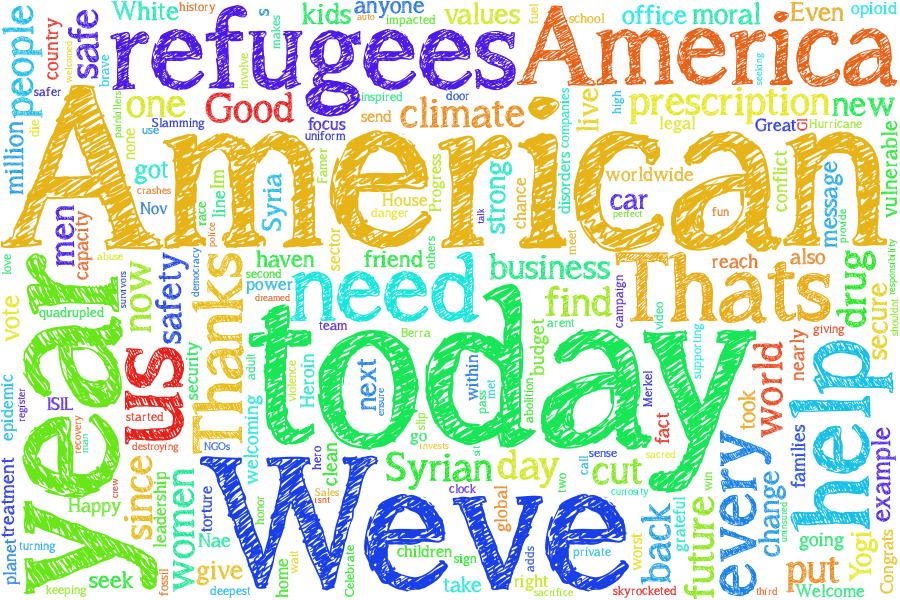 White
history
s
kids
anyone
values
office
moral
Even
opioid
refugees
America
people
country
welcomed
safe
brave
makes
auto
impacted
fuel
school
seeking
safer
die
painkillers
one
involve
Good
inspired
door
climate
send
focus
uniform
live
high
prescription
new
legal
Great
GI
Hurricane
million
none
use
Slamming
companies
disorders
American
got
crashes
Nov
race
line
Im
Syria
Famer
House
danger
Progress
talk
strong
chance
worldwide
car
perfect
fun
conflict
message
provide
vulnerable
men
capacity
police
sector
others
meet
love
abuse
survivors
democracy
haven
second
power
dreamed
friend
business
reach
also
responsibility
shouldnt
year
quadrupled
now
safety
Thanks
need
find
Thats
campaign
video
drug
secure
vote
team
Berra
arent
budget
supporting
giving
nearly
today
us
security
adult
violence
Heroin
next
ensure
within
pass
met
abolition
Merkel
took
world
help
epidemic
register
ISIL
started
recovery
man
destroying
NGOs
welcoming
slip
og
invests
fact
sacred
hero
clean
Syrian
day
sit
cut
call
sense
curiosity
families
example
Weve
every
win
change
uninsured
planet
treatment
turning
Happy
crew
since
leadership
women
torture
honor
Sales
isnt
clock
global
two
worst
back
grateful
future
going
Yogi
Congrats
keeping
seek
fossil
Nae
give
deepest
home
wait
Celebrate
children
sign
take
adds
right
private
sacrifice
skyrocketed
third
put
Welcome